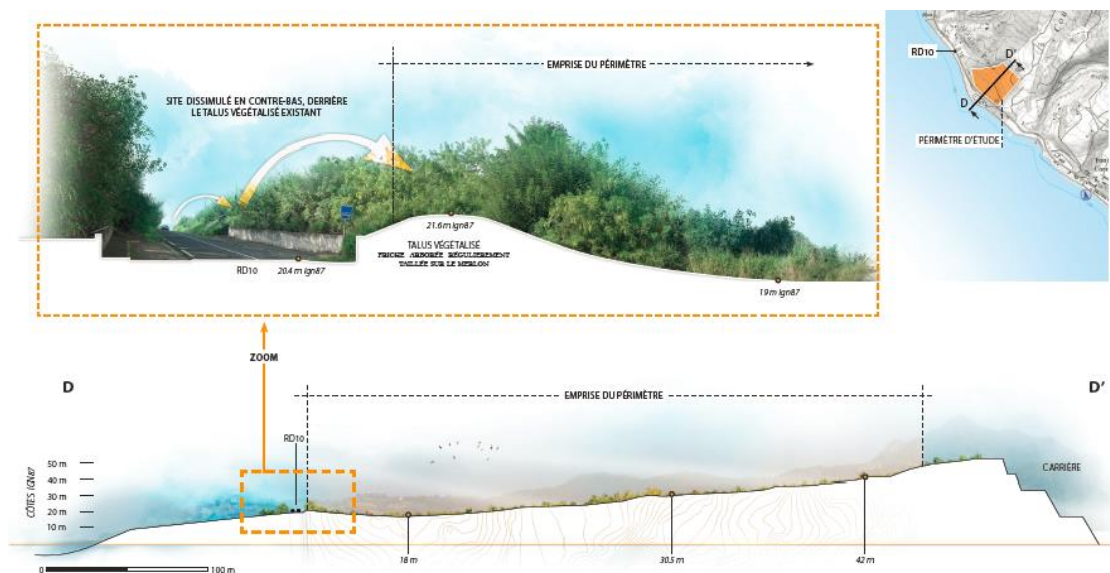 EMPRISE DU PÉRIMÈTRE
SITE DISSIMULÉ EN CONTRE-BAS, DERRIÈRE
LE TALUS VÉGÉTALISÉ EXISTANT
21.6 m Ign87
TALUS VÉGÉTALISÉ
FRICHE ARBORÉE RÉGULIEREMENT
TAILLÉE SUR LE MERLON
RD10
20.4 m Ign87
19 m Ign87
RD10
D'
D
PÉRIMÈTRE D'ÉTUDE
ZOOM
D
D'
EMPRISE DU PÉRIMÈTRE
RD10
CÔTES IGN87
50 m
40 m
30 m
20 m
10 m
CARRIÈRE
18 m
30.5 m
42 m
0
100 m